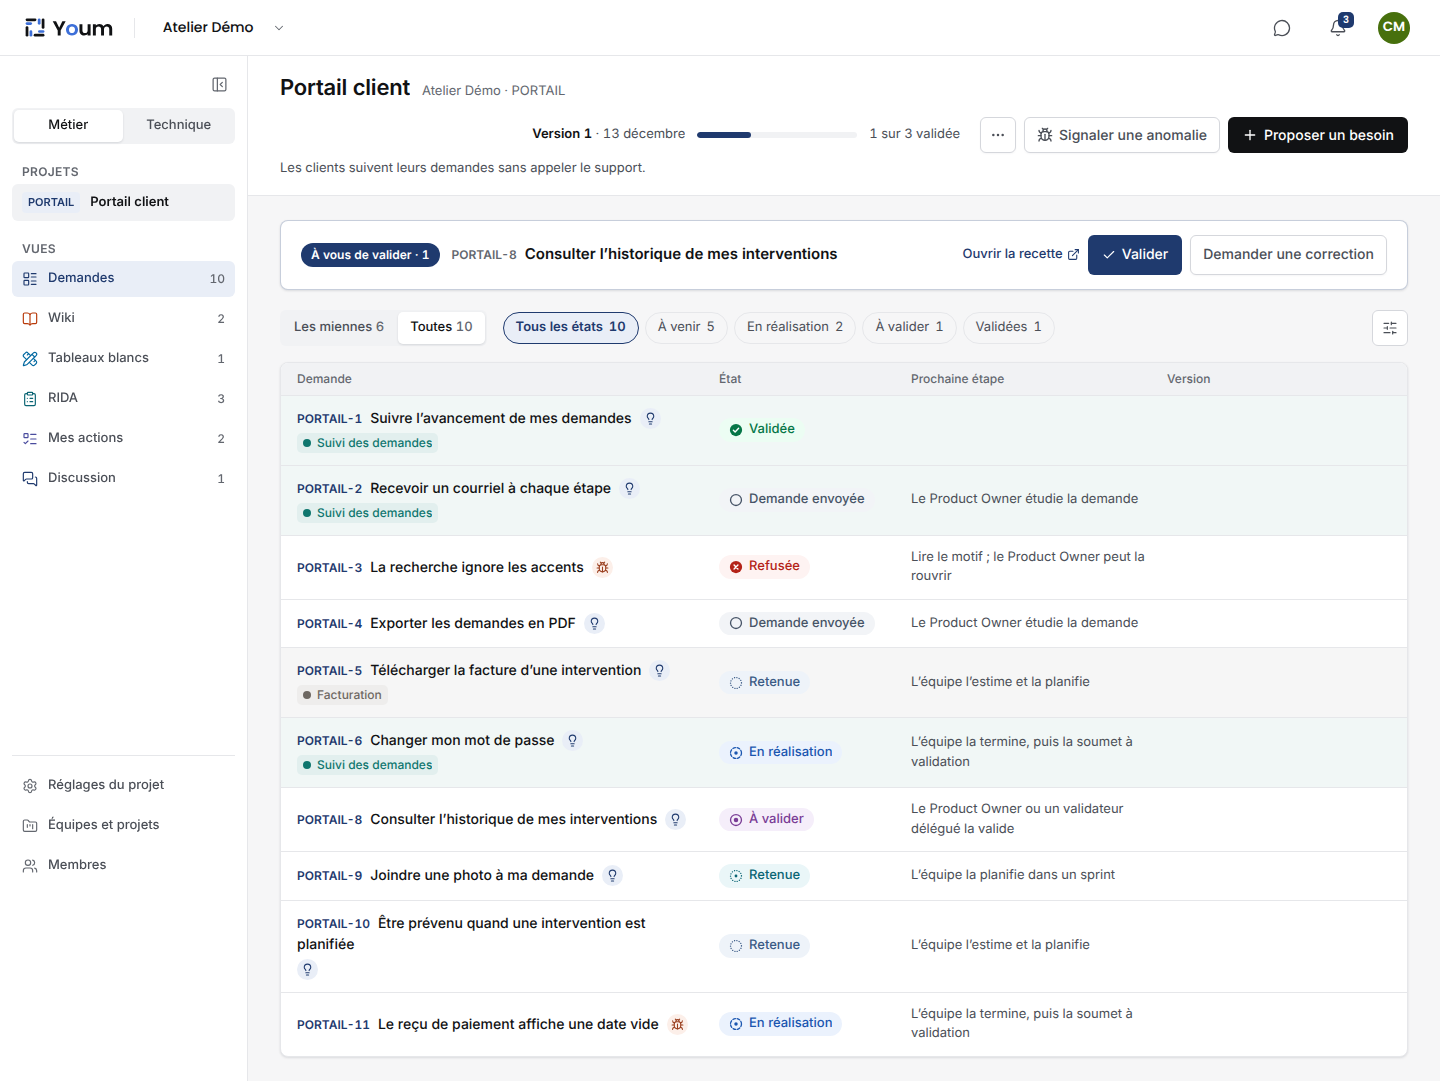 Youm
Atelier Démo
3
CM
Métier
Technique
PROJETS
PORTAIL Portail client
VUES
Demandes 10
Wiki 2
Tableaux blancs 1
RIDA 3
Mes actions 2
Discussion 1
Réglages du projet
Équipes et projets
Membres
Portail client Atelier Démo · PORTAIL
Version 1 · 13 décembre 1 sur 3 validée
Signaler une anomalie
Proposer un besoin
Les clients suivent leurs demandes sans appeler le support.
À vous de valider · 1 PORTAIL-8 Consulter l’historique de mes interventions
Ouvrir la recette
Valider
Demander une correction
Les miennes 6 Toutes 10
Tous les états 10 À venir 5 En réalisation 2 À valider 1 Validées 1
Demande État Prochaine étape Version
PORTAIL-1 Suivre l’avancement de mes demandes
Suivi des demandes
Validée
PORTAIL-2 Recevoir un courriel à chaque étape
Suivi des demandes
Demande envoyée
Le Product Owner étudie la demande
PORTAIL-3 La recherche ignore les accents
Refusée
Lire le motif ; le Product Owner peut la
rouvrir
PORTAIL-4 Exporter les demandes en PDF
Demande envoyée
Le Product Owner étudie la demande
PORTAIL-5 Télécharger la facture d’une intervention
Facturation
Retenue
L’équipe l’estime et la planifie
PORTAIL-6 Changer mon mot de passe
Suivi des demandes
En réalisation
L’équipe la termine, puis la soumet à
validation
PORTAIL-8 Consulter l’historique de mes interventions
À valider
Le Product Owner ou un validateur
délégué la valide
PORTAIL-9 Joindre une photo à ma demande
Retenue
L’équipe la planifie dans un sprint
PORTAIL-10 Être prévenu quand une intervention est
planifiée
Retenue
L’équipe l’estime et la planifie
PORTAIL-11 Le reçu de paiement affiche une date vide
En réalisation
L’équipe la termine, puis la soumet à
validation